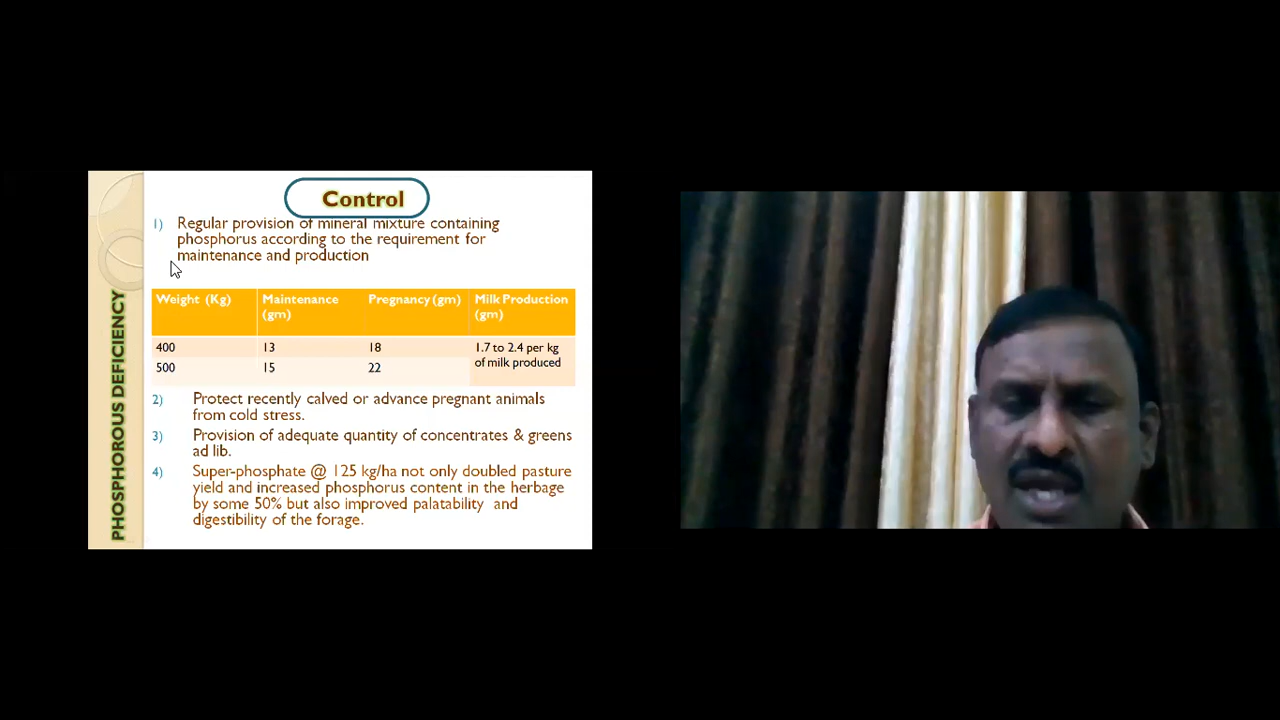 Control
1) Regular provision of mineral mixture containing
phosphorus according to the requirement for
maintenance and production
Weight (Kg) Maintenance (gm) Pregnancy (gm) Milk Production (gm)
400 13 18 1.7 to 2.4 per kg of milk produced
500 15 22
2) Protect recently calved or advance pregnant animals
from cold stress.
3) Provision of adequate quantity of concentrates & greens
ad lib.
4) Super-phosphate @ 125 kg/ha not only doubled pasture
yield and increased phosphorus content in the herbage
by some 50% but also improved palatability and
digestibility of the forage.
PHOSPHOROUS DEFICIENCY